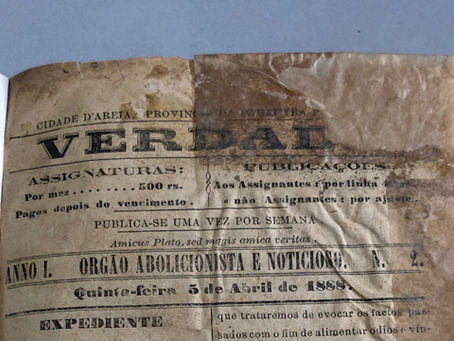 CIDADE D'AREIA, PROVINCIA DA PARAHYBA
VERDAD
ASSIGNATURAS:
Por mez ........ 500 rs.
Pagos depois do vencimento.
PUBLICAÇÕES
Aos Assignantes: por linha
e não Assignantes: por ajuste.
PUBLICA-SE UMA VEZ POR SEMANA
Amicus Plato, sed magis amica veritas.
ANNO I. ORGÃO ABOLICIONISTA E NOTICIOSO. N. 2.
Quinta-feira 5 de Abril de 1888.
EXPEDIENTE
que trataremos de evocar os factos pas-
sados com o fim de alimentar odios e vin-